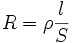 R = ρ l/S